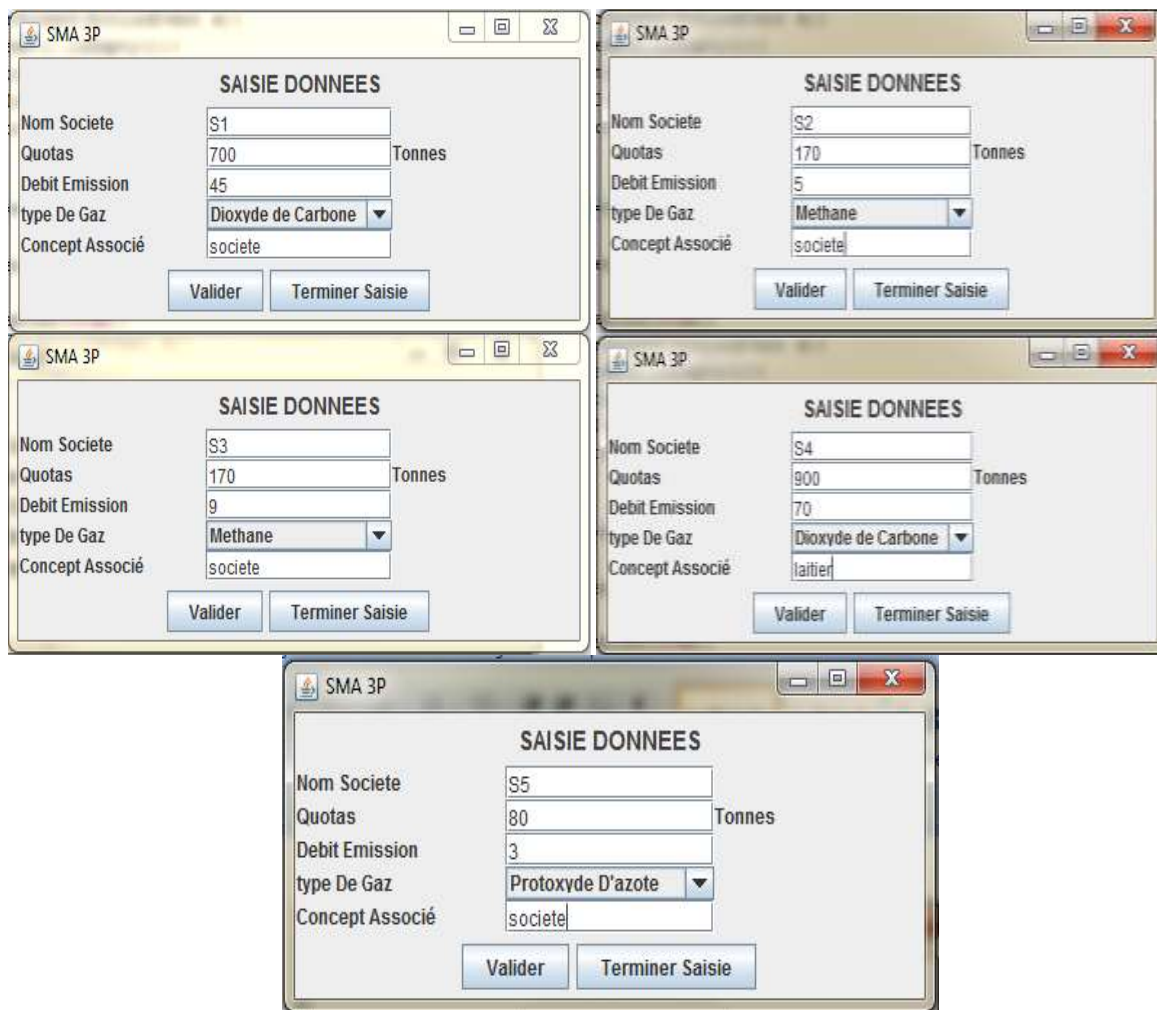 SMA 3P
SAISIE DONNEES
Nom Societe S1
Quotas 700 Tonnes
Debit Emission 45
type De Gaz Dioxyde de Carbone
Concept Associé societe
Valider Terminer Saisie
SMA 3P
SAISIE DONNEES
Nom Societe S2
Quotas 170 Tonnes
Debit Emission 5
type De Gaz Methane
Concept Associé societe
Valider Terminer Saisie
SMA 3P
SAISIE DONNEES
Nom Societe S3
Quotas 170 Tonnes
Debit Emission 9
type De Gaz Methane
Concept Associé societe
Valider Terminer Saisie
SMA 3P
SAISIE DONNEES
Nom Societe S4
Quotas 900 Tonnes
Debit Emission 70
type De Gaz Dioxyde de Carbone
Concept Associé laitier
Valider Terminer Saisie
SMA 3P
SAISIE DONNEES
Nom Societe S5
Quotas 80 Tonnes
Debit Emission 3
type De Gaz Protoxyde D'azote
Concept Associé societe
Valider Terminer Saisie